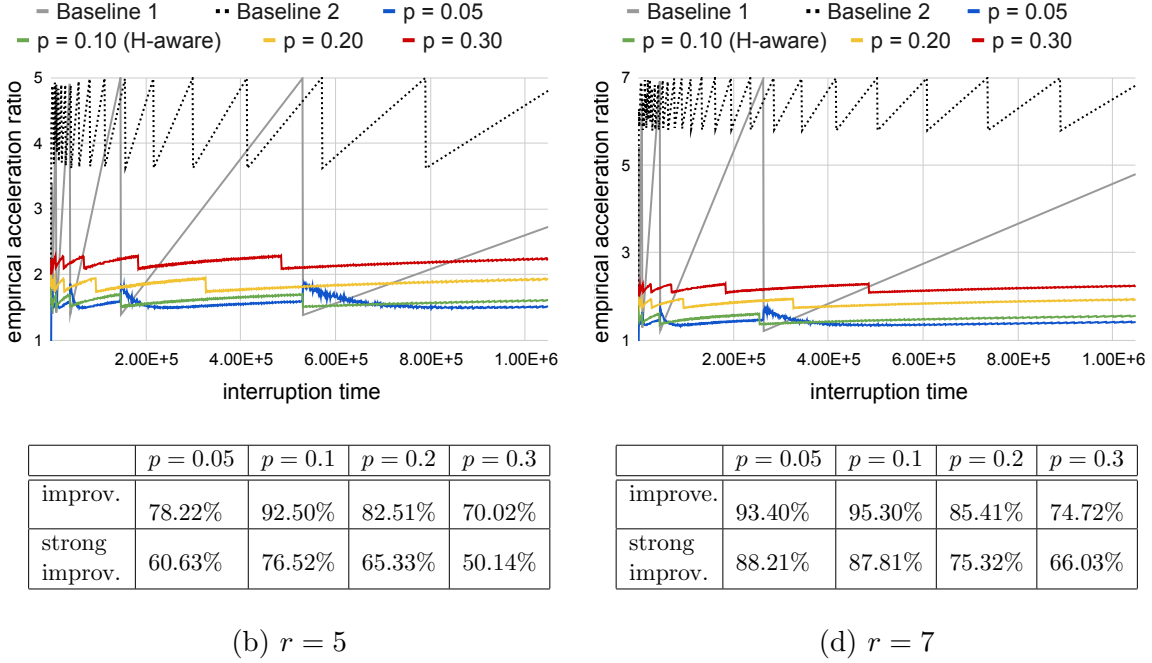 Baseline 1 Baseline 2 p = 0.05
p = 0.10 (H-aware) p = 0.20 p = 0.30
5
4
3
2
1
empirical acceleration ratio
2.00E+5 4.00E+5 6.00E+5 8.00E+5 1.00E+6
interruption time
p = 0.05 p = 0.1 p = 0.2 p = 0.3
improv. 78.22% 92.50% 82.51% 70.02%
strong
improv. 60.63% 76.52% 65.33% 50.14%
(b) r = 5
Baseline 1 Baseline 2 p = 0.05
p = 0.10 (H-aware) p = 0.20 p = 0.30
7
5
3
1
empirical acceleration ratio
2.00E+5 4.00E+5 6.00E+5 8.00E+5 1.00E+6
interruption time
p = 0.05 p = 0.1 p = 0.2 p = 0.3
improve. 93.40% 95.30% 85.41% 74.72%
strong
improv. 88.21% 87.81% 75.32% 66.03%
(d) r = 7